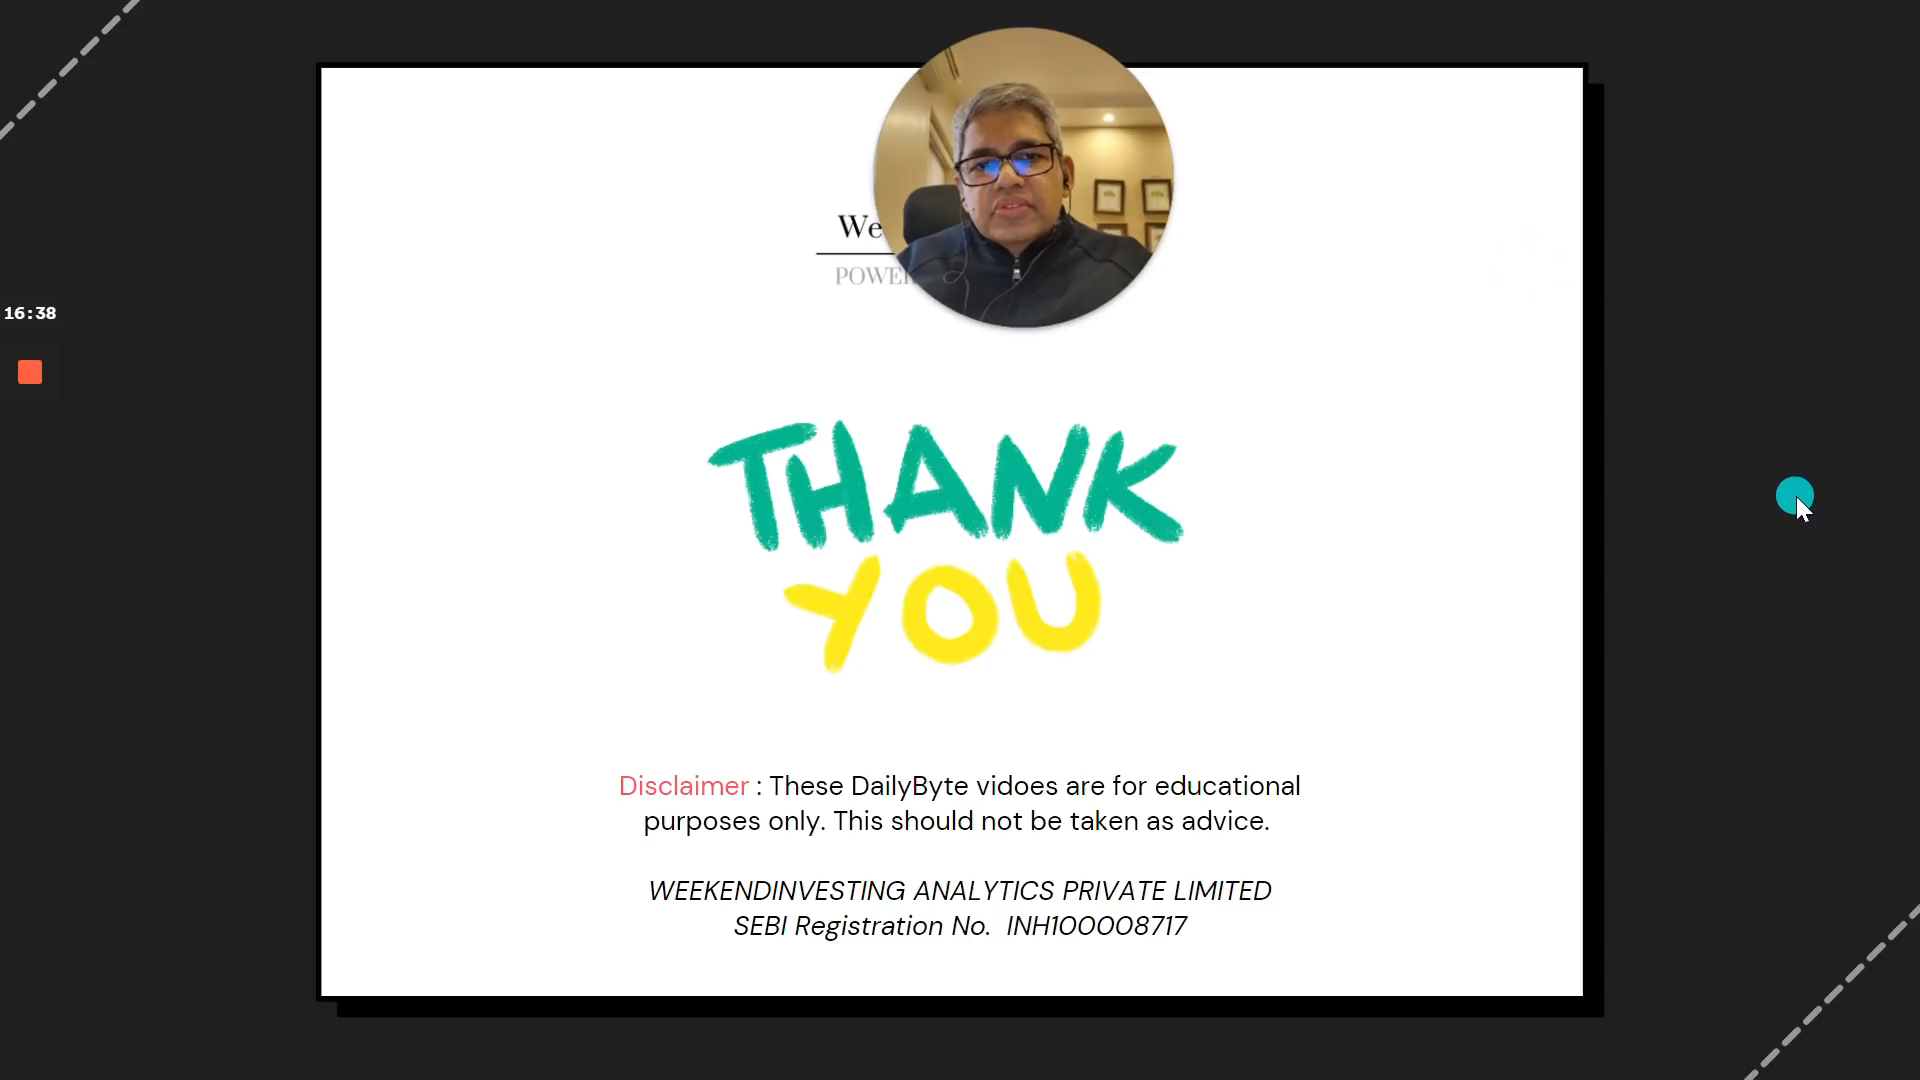 We
POWER
16:38
THANK
YOU
Disclaimer : These DailyByte vidoes are for educational
purposes only. This should not be taken as advice.
WEEKENDINVESTING ANALYTICS PRIVATE LIMITED
SEBI Registration No. INH100008717